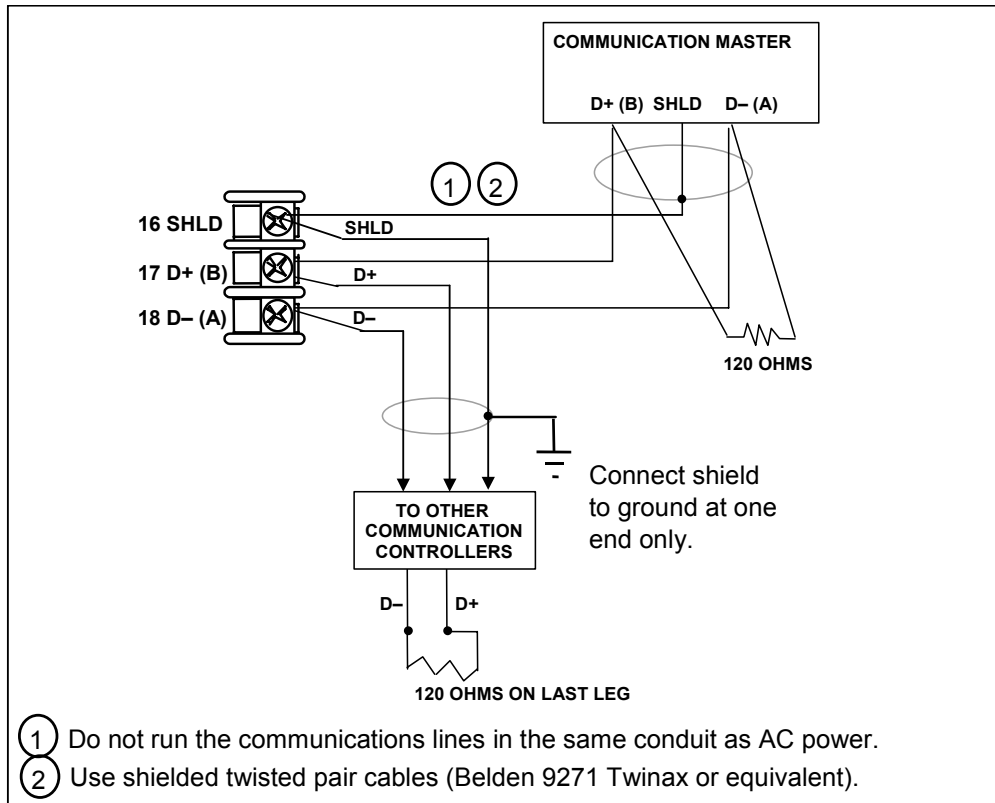 COMMUNICATION MASTER
D+ (B) SHLD D– (A)
1 2
16 SHLD
SHLD
17 D+ (B)
D+
18 D– (A)
D–
120 OHMS
Connect shield
to ground at one
end only.
TO OTHER
COMMUNICATION
CONTROLLERS
D– D+
120 OHMS ON LAST LEG
1 Do not run the communications lines in the same conduit as AC power.
2 Use shielded twisted pair cables (Belden 9271 Twinax or equivalent).